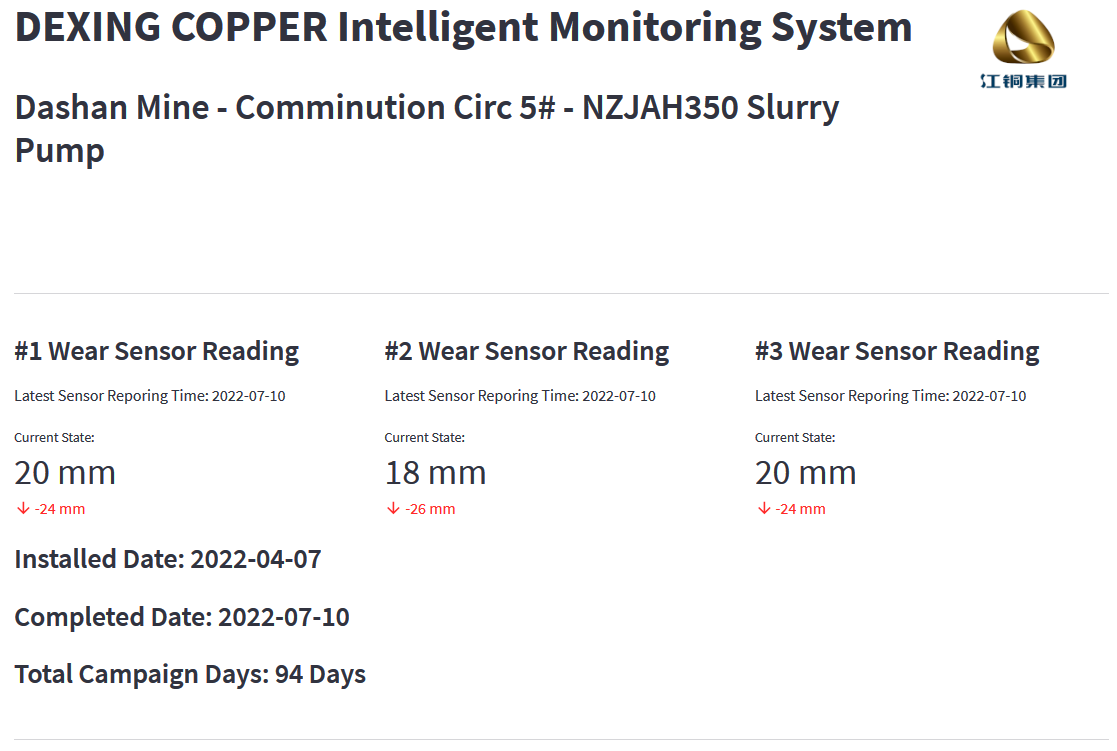 DEXING COPPER Intelligent Monitoring System
江铜集团
Dashan Mine - Comminution Circ 5# - NZJAH350 Slurry
Pump
#1 Wear Sensor Reading
Latest Sensor Reporing Time: 2022-07-10
Current State:
20 mm
↓ -24 mm
#2 Wear Sensor Reading
Latest Sensor Reporing Time: 2022-07-10
Current State:
18 mm
↓ -26 mm
#3 Wear Sensor Reading
Latest Sensor Reporing Time: 2022-07-10
Current State:
20 mm
↓ -24 mm
Installed Date: 2022-04-07
Completed Date: 2022-07-10
Total Campaign Days: 94 Days